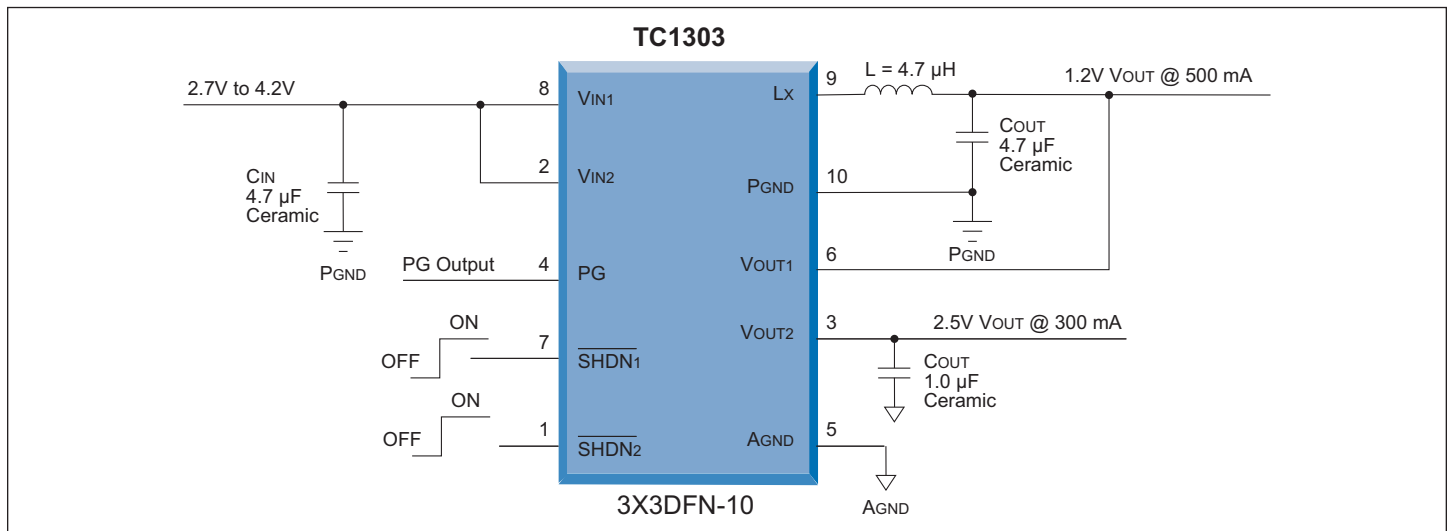 TC1303
2.7V to 4.2V
8
VIN1
2
VIN2
CIN
4.7 µF
Ceramic
PGND
PG Output
4
PG
ON
OFF
7
SHDN1
ON
OFF
1
SHDN2
LX
9
L = 4.7 µH
1.2V VOUT @ 500 mA
COUT
4.7 µF
Ceramic
PGND
10
PGND
VOUT1
6
VOUT2
3
2.5V VOUT @ 300 mA
COUT
1.0 µF
Ceramic
AGND
5
AGND
3X3DFN-10